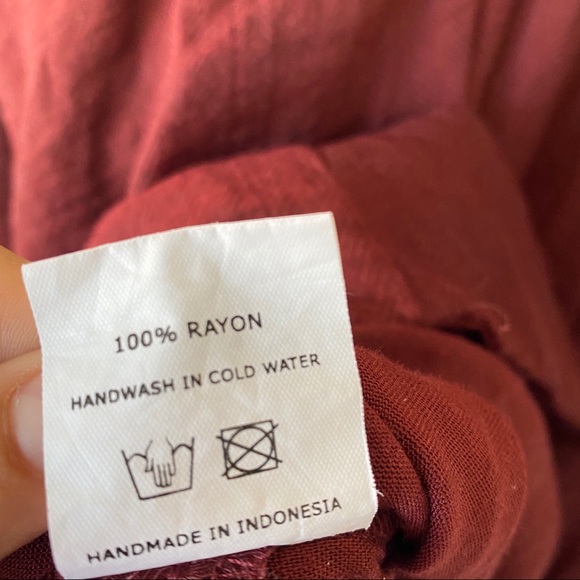 100% RAYON
HANDWASH IN COLD WATER
HANDMADE IN INDONESIA